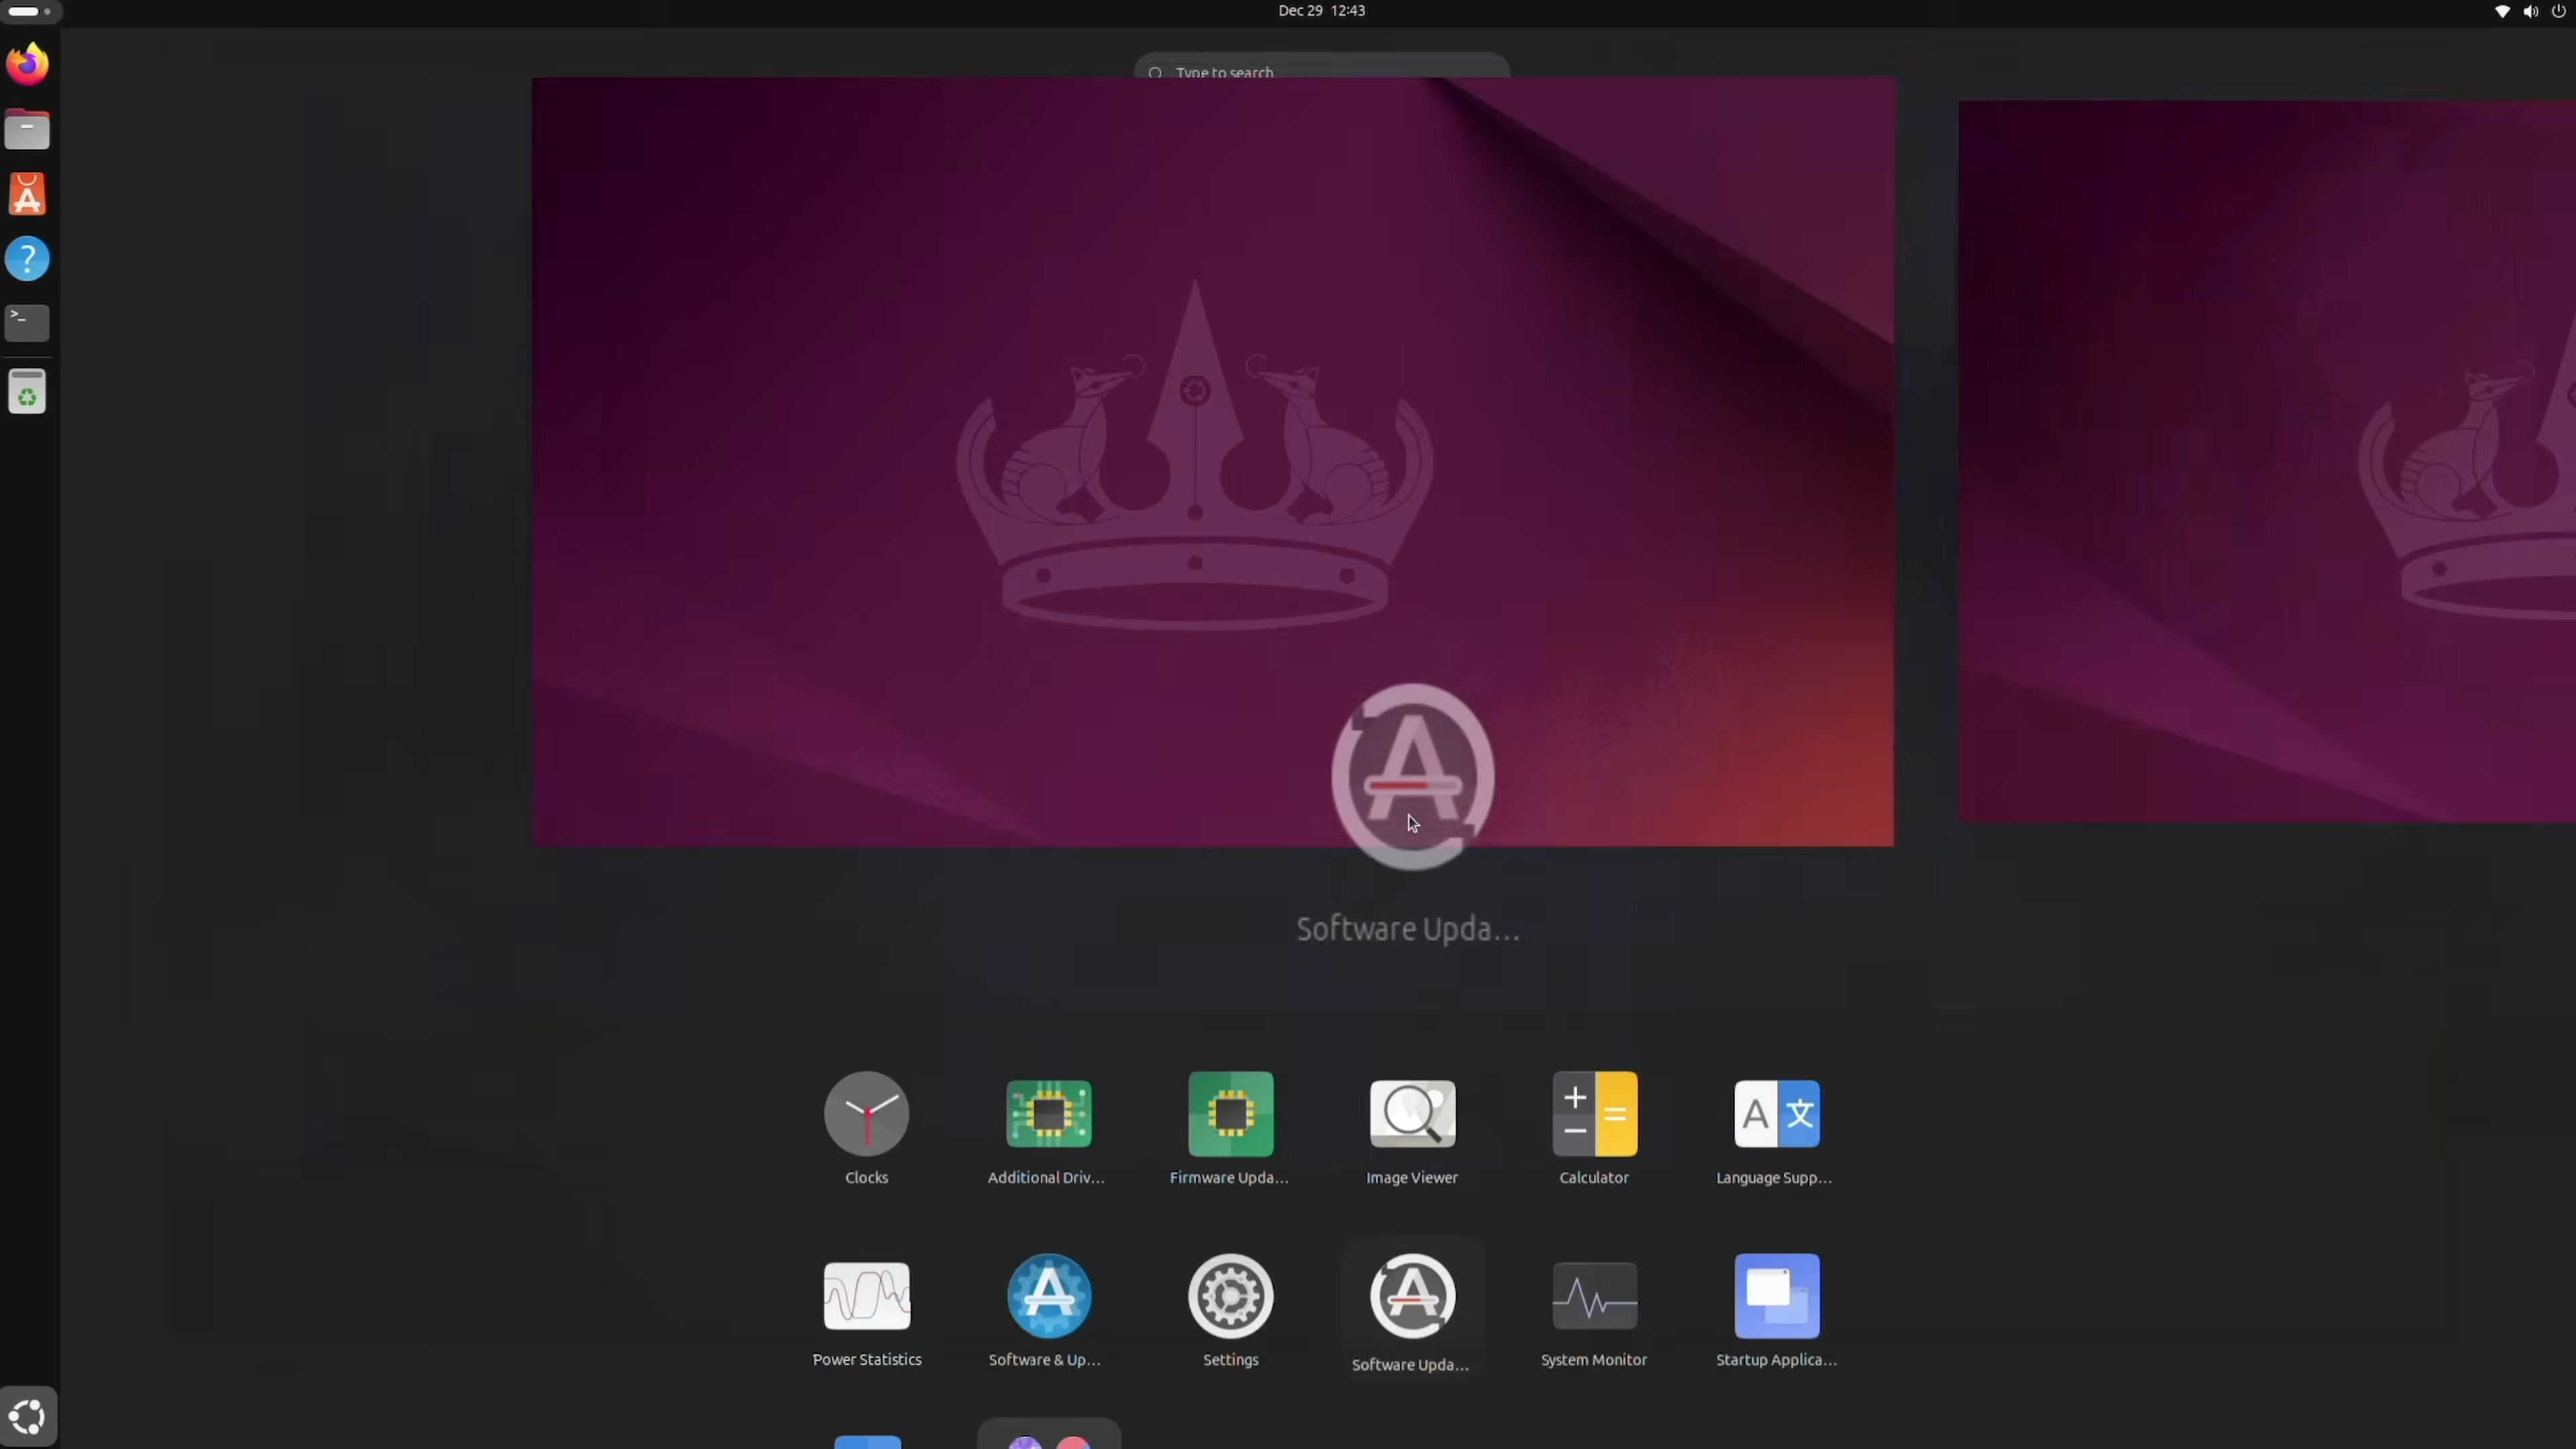 Dec 29 12:43
Type to search
Software Upda...
Clocks
Additional Driv...
Firmware Upda...
Image Viewer
Calculator
Language Supp...
Power Statistics
Software & Up...
Settings
Software Upda...
System Monitor
Startup Applica...